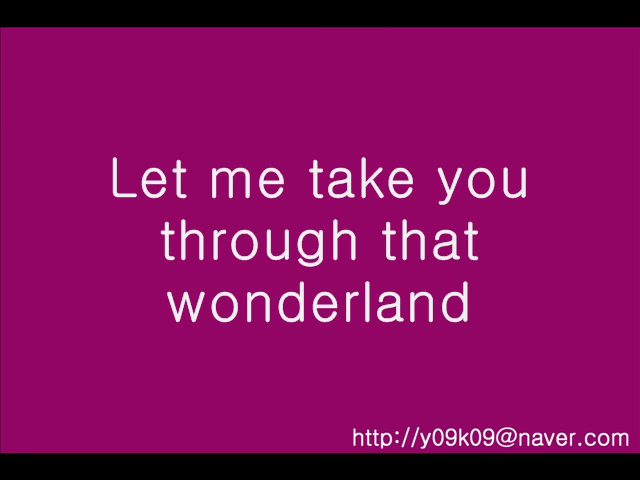 Let me take you
through that
wonderland
http://y09k09@naver.com